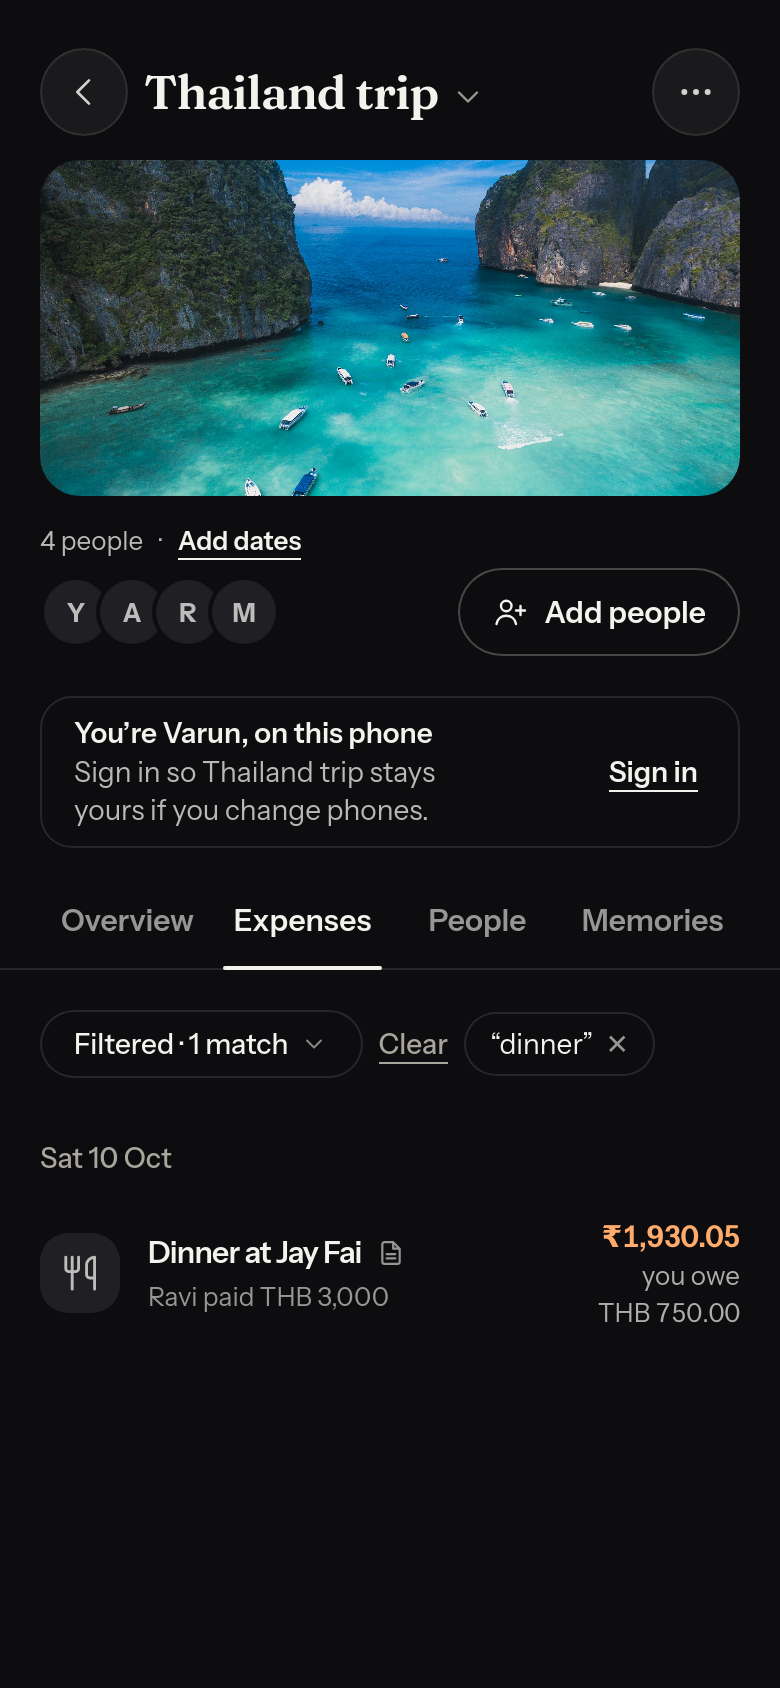 Thailand trip
4 people · Add dates
Y A R M
Add people
You’re Varun, on this phone
Sign in so Thailand trip stays
yours if you change phones.
Sign in
Overview Expenses People Memories
Filtered · 1 match Clear “dinner”
Sat 10 Oct
Dinner at Jay Fai
Ravi paid THB 3,000
₹1,930.05
you owe
THB 750.00